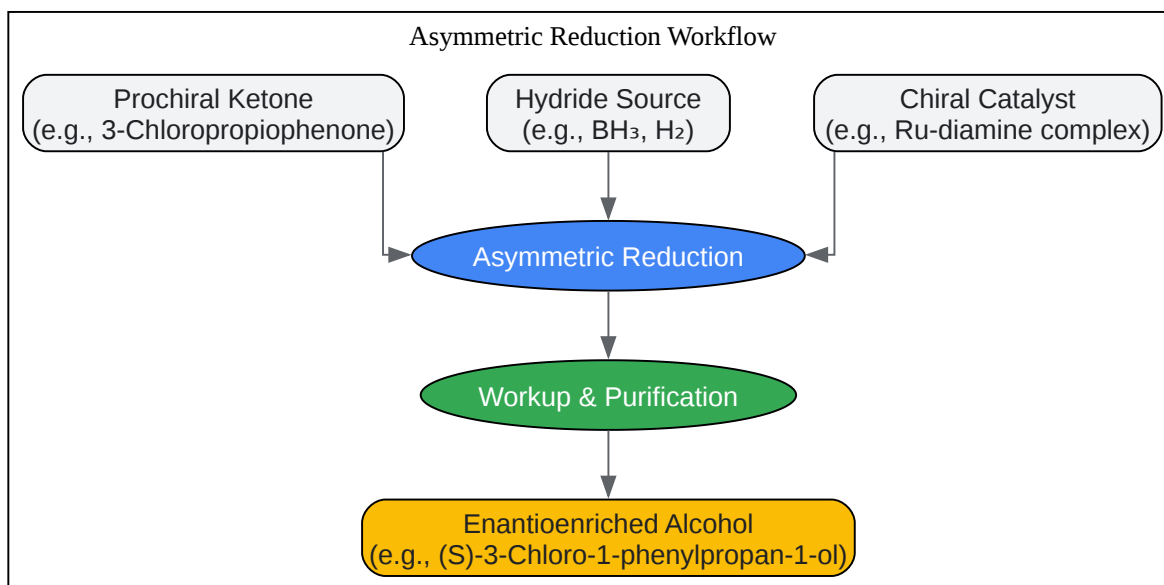 Asymmetric Reduction Workflow
Prochiral Ketone
(e.g., 3-Chloropropiophenone)
Hydride Source
(e.g., BH₃, H₂)
Chiral Catalyst
(e.g., Ru-diamine complex)
Asymmetric Reduction
Workup & Purification
Enantioenriched Alcohol
(e.g., (S)-3-Chloro-1-phenylpropan-1-ol)